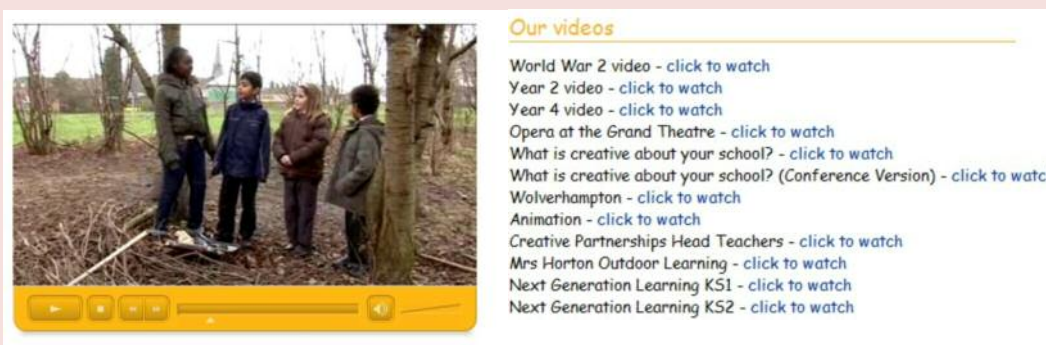 Our videos
World War 2 video - click to watch
Year 2 video - click to watch
Year 4 video - click to watch
Opera at the Grand Theatre - click to watch
What is creative about your school? - click to watch
What is creative about your school? (Conference Version) - click to watc
Wolverhampton - click to watch
Animation - click to watch
Creative Partnerships Head Teachers - click to watch
Mrs Horton Outdoor Learning - click to watch
Next Generation Learning KS1 - click to watch
Next Generation Learning KS2 - click to watch